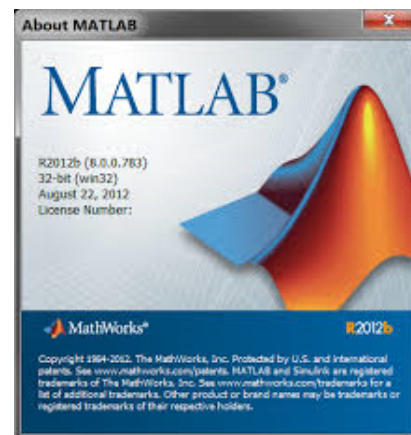 About MATLAB
MATLAB®
R2012b (8.0.0.783)
32-bit (win32)
August 22, 2012
License Number:
MathWorks®
R2012b
Copyright 1984-2012. The MathWorks, Inc. Protected by U.S. and international
patents. See www.mathworks.com/patents. MATLAB and Simulink are registered
trademarks of The MathWorks, Inc. See www.mathworks.com/trademarks for a
list of additional trademarks. Other product or brand names may be trademarks or
registered trademarks of their respective holders.